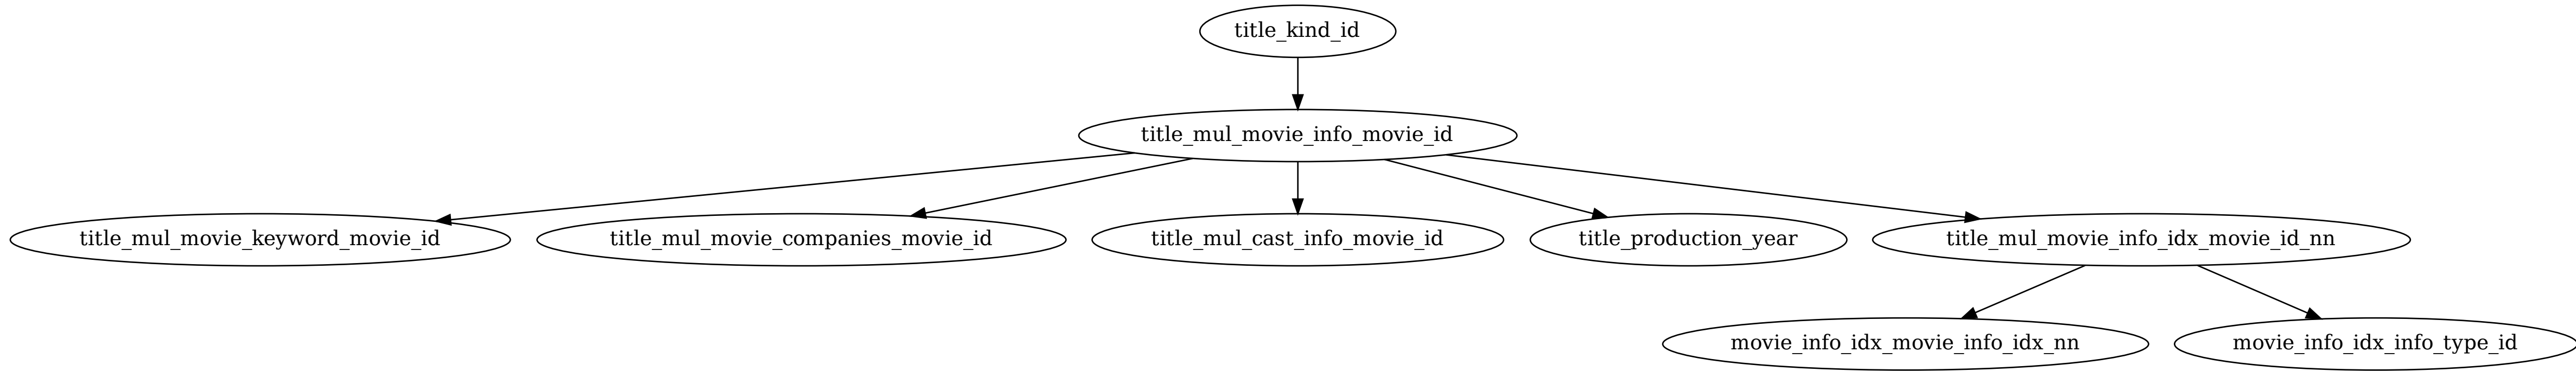 title_kind_id
title_mul_movie_info_movie_id
title_mul_movie_keyword_movie_id
title_mul_movie_companies_movie_id
title_mul_cast_info_movie_id
title_production_year
title_mul_movie_info_idx_movie_id_nn
movie_info_idx_movie_info_idx_nn
movie_info_idx_info_type_id